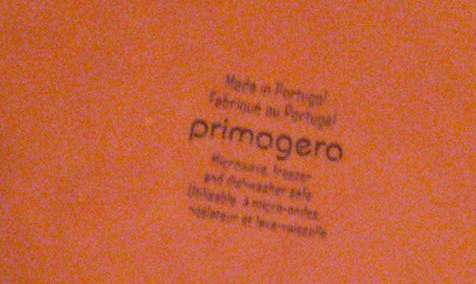 Made in Portugal
Fabriqué au Portugal
primagera
Microwave, freezer
and dishwasher safe
Utilisable à micro-ondes,
congélateur et lave-vaisselle